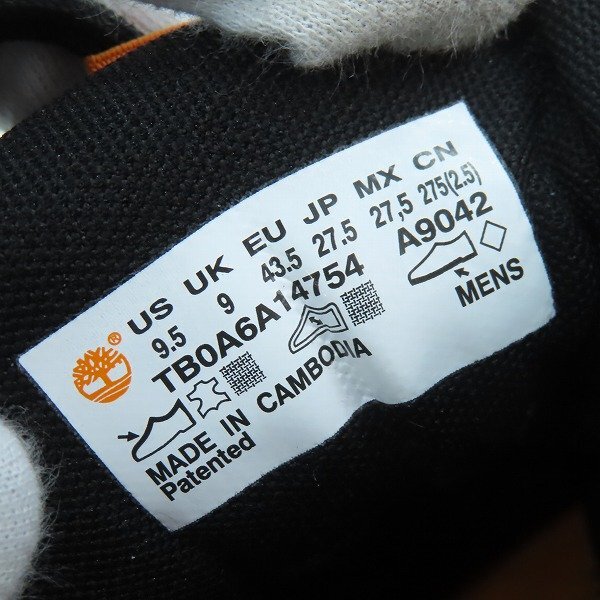 US UK EU JP MX CN
9.5 9 43.5 27.5 27,5 275(2.5)
TB0A6A14754 A9042
MENS
MADE IN CAMBODIA
Patented